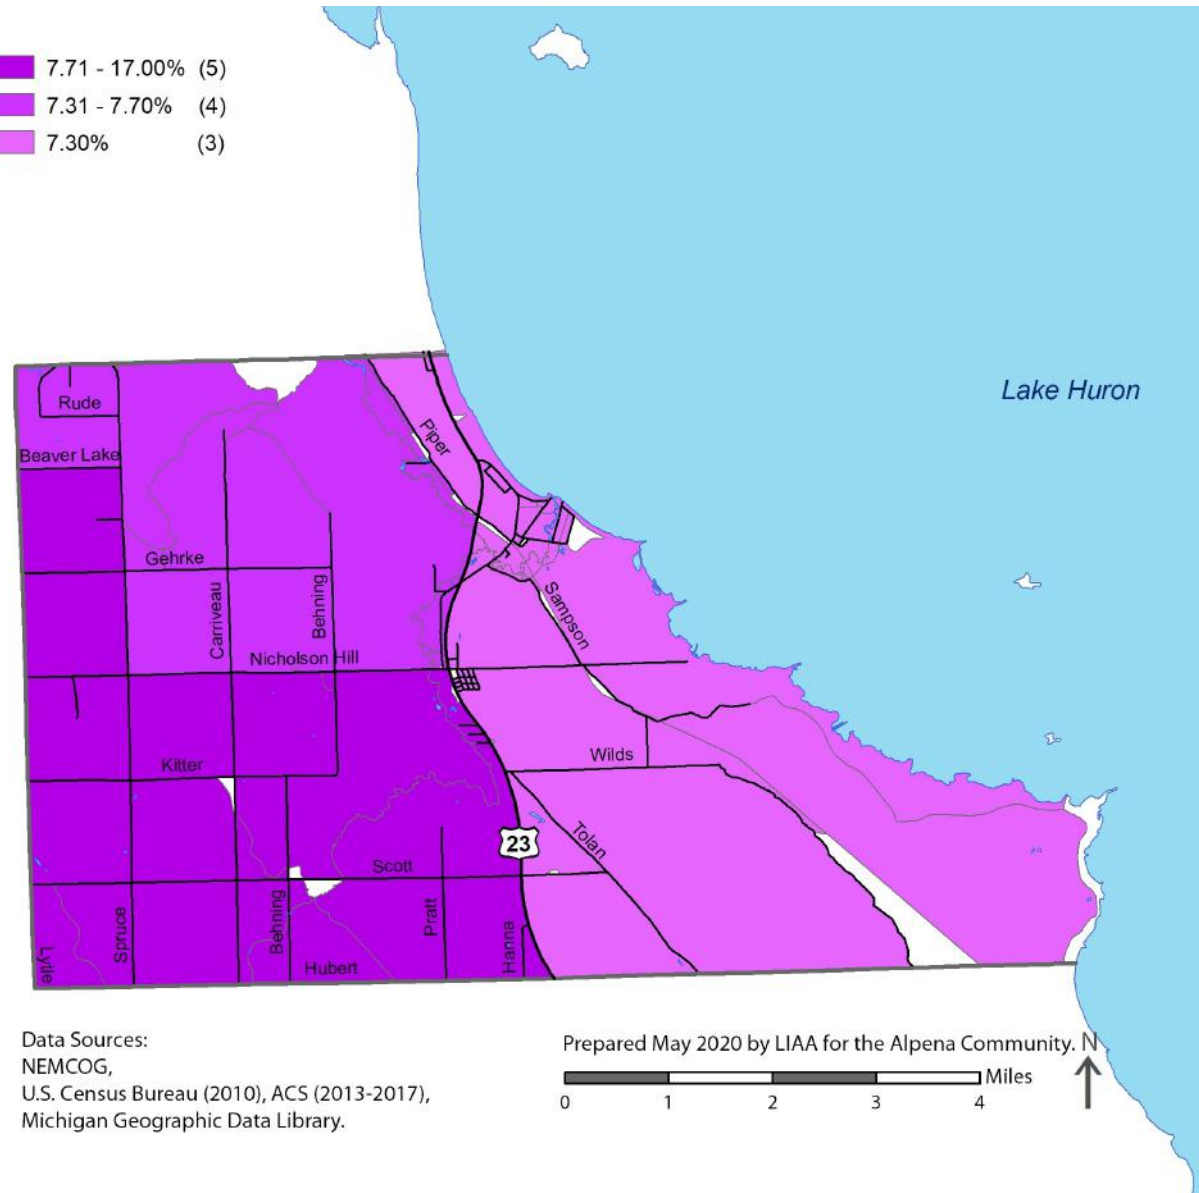 7.71 - 17.00% (5)
7.31 - 7.70% (4)
7.30% (3)
Lake Huron
Rude
Piper
Beaver Lake
Gehrke
Carriveau
Behning
Sampson
Nicholson Hill
Wilds
Kitter
23
Tolan
Scott
Behning
Pratt
Spruce
Hanna
Lytle
Hubert
Data Sources:
NEMCOG,
U.S. Census Bureau (2010), ACS (2013-2017),
Michigan Geographic Data Library.
Prepared May 2020 by LIAA for the Alpena Community.
N
Miles
0 1 2 3 4